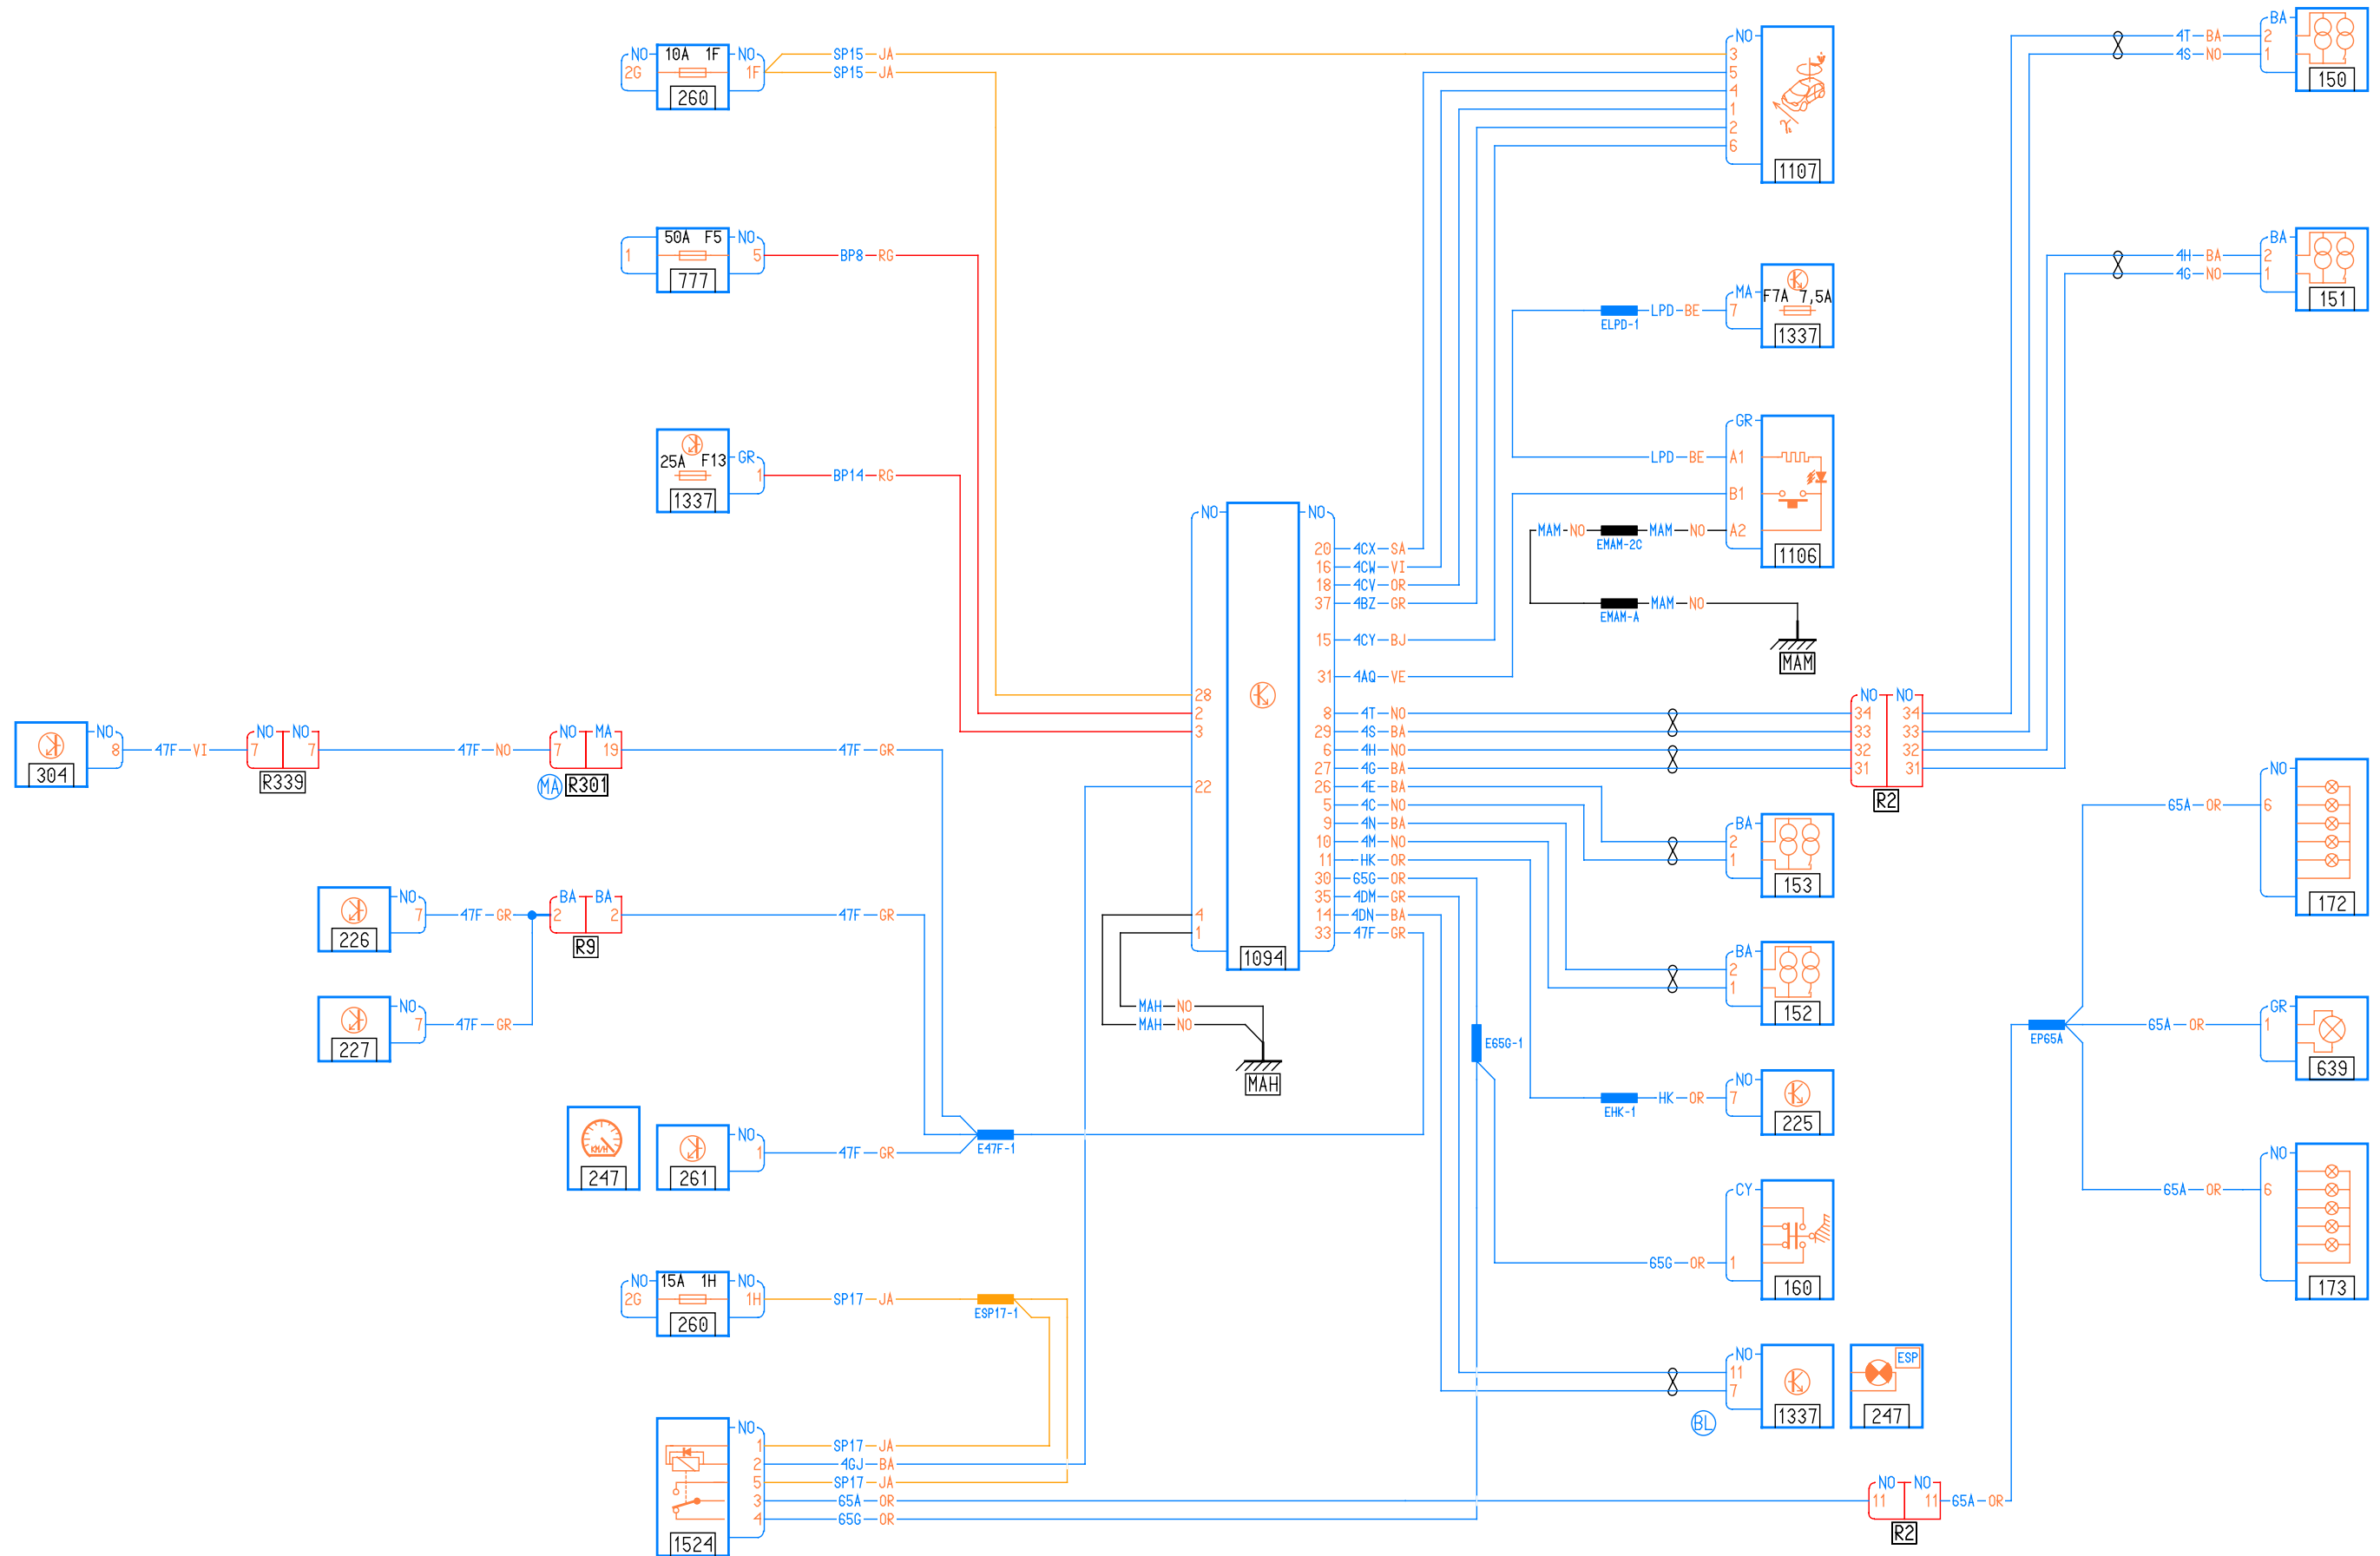 NO 10A 1F NO
2G 1F
260
SP15 JA
SP15 JA
50A F5 NO
1 5
777
BP8 RG
25A F13 GR
1
1337
BP14 RG
NO
8
304
47F VI
NO NO
7 7
R339
47F NO
NO MA
7 19
MA R301
47F GR
NO
7
226
47F GR
BA BA
2 2
R9
47F GR
NO
7
227
47F GR
KM/H
247
NO
1
261
47F GR
E47F-1
NO 15A 1H NO
2G 1H
260
SP17 JA
ESP17-1
NO
1 SP17 JA
2 4GJ BA
5 SP17 JA
3 65A OR
4 65G OR
1524
NO NO
28
2
3
22
4
1
1094
MAH NO
MAH NO
MAH
20 4CX SA
16 4CW VI
18 4CV OR
37 4BZ GR
15 4CY BJ
31 4AQ VE
8 4T NO
29 4S BA
6 4H NO
27 4G BA
26 4E BA
5 4C NO
9 4N BA
10 4M NO
11 HK OR
30 65G OR
35 4DM GR
14 4DN BA
33 47F GR
E65G-1
NO
3
5
4
1
2
6
1107
ELPD-1
LPD BE
MA
7
F7A 7,5A
1337
GR
LPD BE A1
B1
MAM NO
EMAM-2C
MAM NO A2
1106
EMAM-A
MAM NO
MAM
NO NO
34 34
33 33
32 32
31 31
R2
BA
2
1
153
BA
2
1
152
EHK-1
HK OR
NO
7
225
CY
65G OR 1
160
NO
11
7
BL
1337
ESP
247
NO NO
11 11
R2
65A OR
EP65A
4T BA
4S NO
BA
2
1
150
4H BA
4G NO
BA
2
1
151
NO
65A OR 6
172
GR
65A OR 1
639
NO
65A OR 6
173